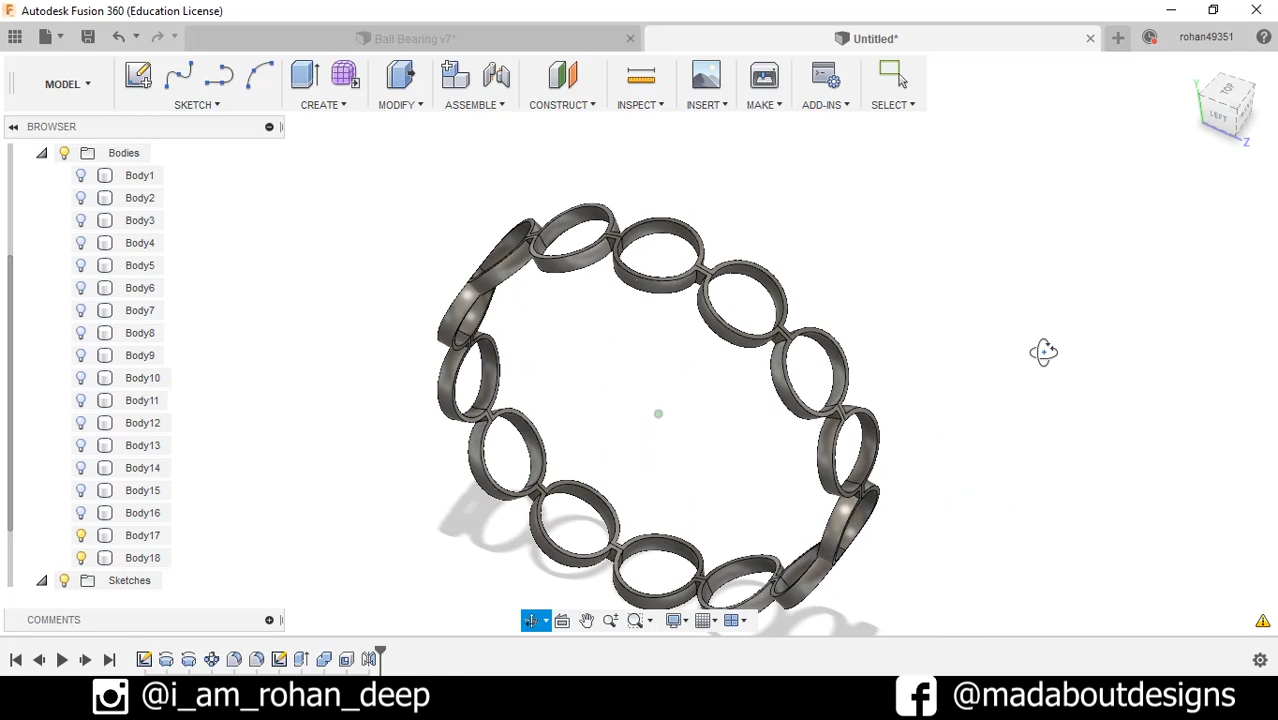 Autodesk Fusion 360 (Education License)
Ball Bearing v7*
Untitled*
rohan49351
MODEL
SKETCH
CREATE
MODIFY
ASSEMBLE
CONSTRUCT
INSPECT
INSERT
MAKE
ADD-INS
SELECT
TOP
LEFT
Y
Z
BROWSER
Bodies
Body1
Body2
Body3
Body4
Body5
Body6
Body7
Body8
Body9
Body10
Body11
Body12
Body13
Body14
Body15
Body16
Body17
Body18
Sketches
COMMENTS
@i_am_rohan_deep
@madaboutdesigns